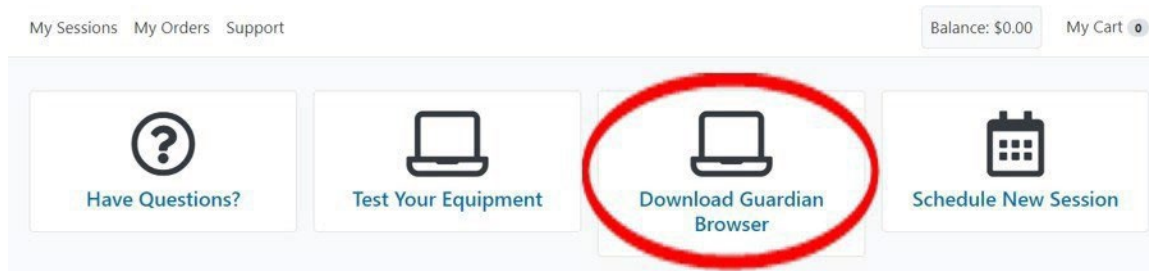 My Sessions My Orders Support Balance: $0.00 My Cart 0
Have Questions? Test Your Equipment Download Guardian Schedule New Session
Browser